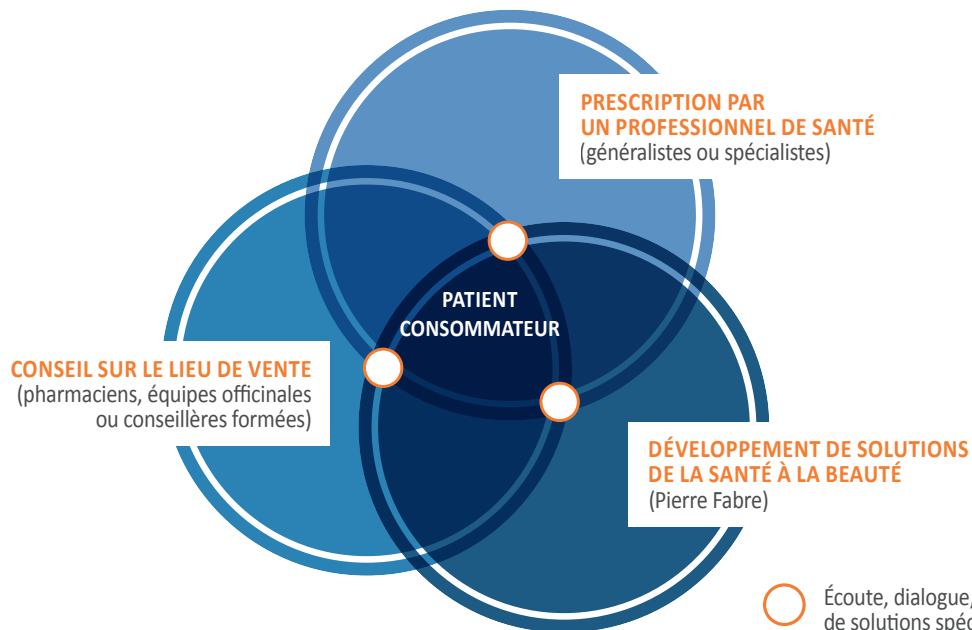 PRESCRIPTION PAR
UN PROFESSIONNEL DE SANTÉ
(généralistes ou spécialistes)
PATIENT
CONSOMMATEUR
CONSEIL SUR LE LIEU DE VENTE
(pharmaciens, équipes officinales
ou conseillères formées)
DÉVELOPPEMENT DE SOLUTIONS
DE LA SANTÉ À LA BEAUTÉ
(Pierre Fabre)
Écoute, dialogue,
de solutions